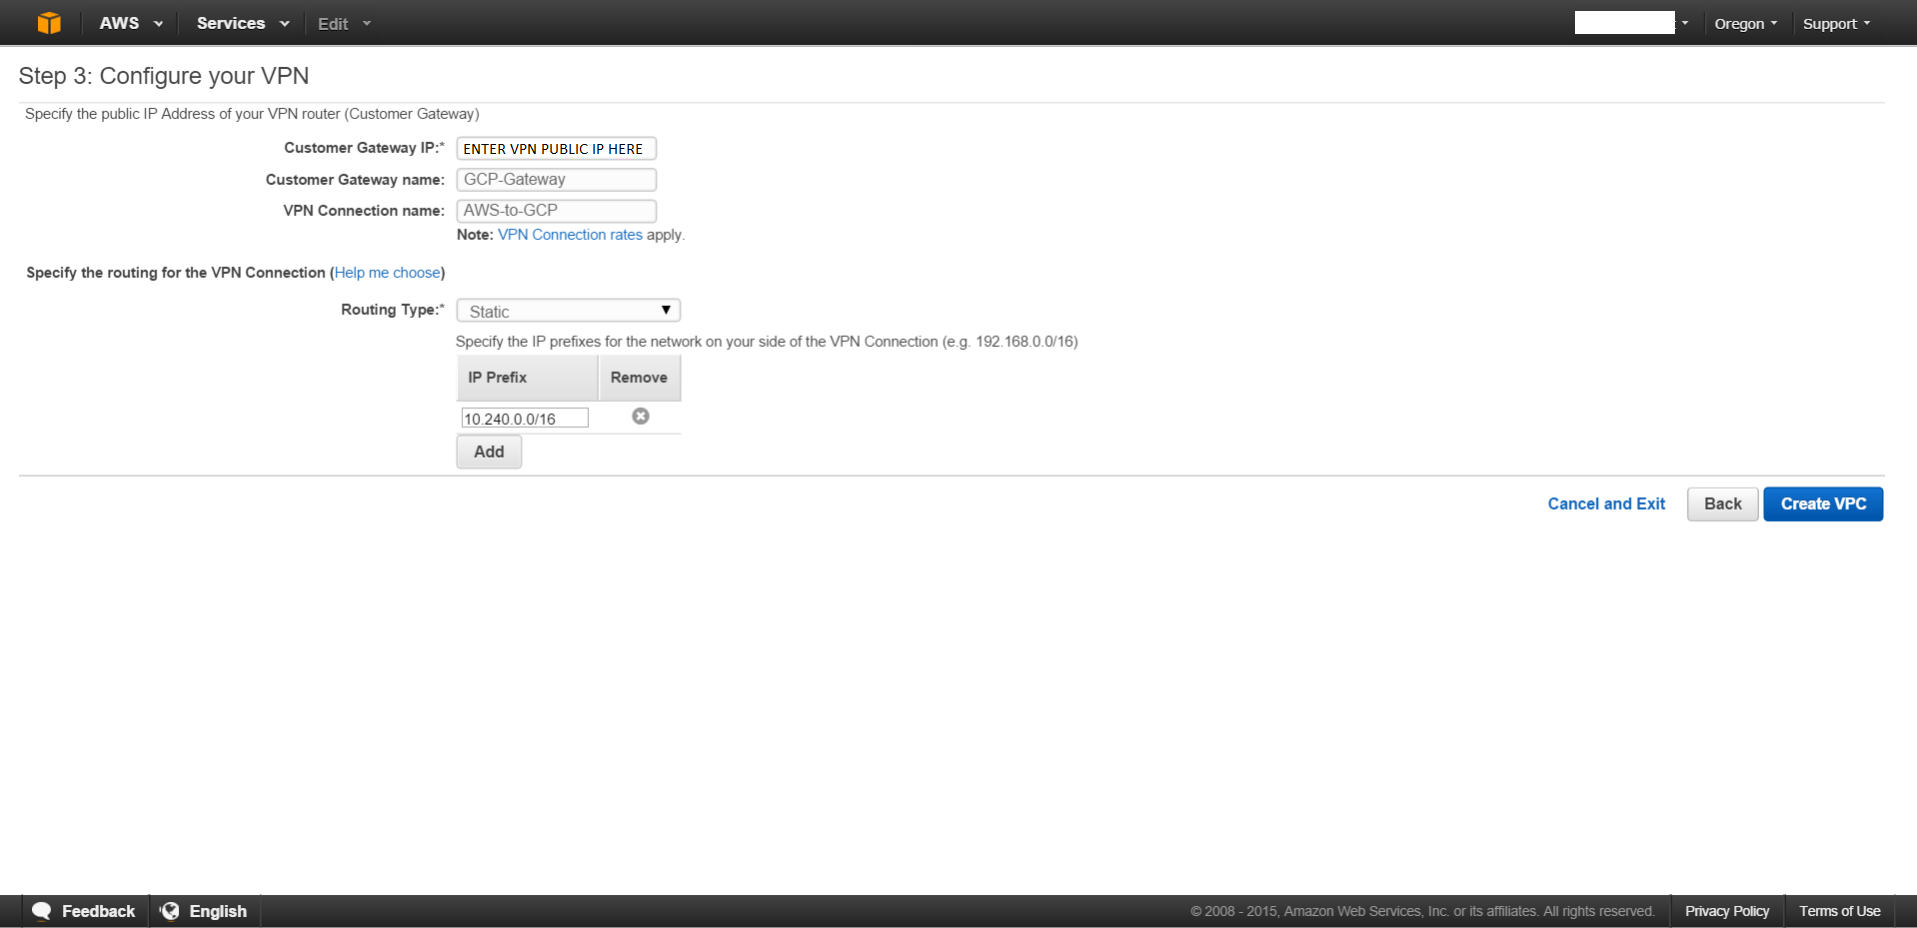 AWS Services Edit Oregon Support
Step 3: Configure your VPN
Specify the public IP Address of your VPN router (Customer Gateway)
Customer Gateway IP:* ENTER VPN PUBLIC IP HERE
Customer Gateway name: GCP-Gateway
VPN Connection name: AWS-to-GCP
Note: VPN Connection rates apply.
Specify the routing for the VPN Connection (Help me choose)
Routing Type:* Static
Specify the IP prefixes for the network on your side of the VPN Connection (e.g. 192.168.0.0/16)
IP Prefix Remove
10.240.0.0/16
Add
Cancel and Exit Back Create VPC
Feedback English © 2008 - 2015, Amazon Web Services, Inc. or its affiliates. All rights reserved. Privacy Policy Terms of Use